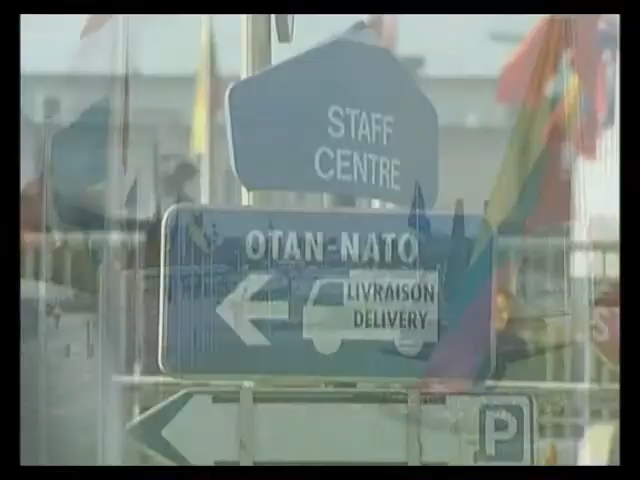 STAFF
CENTRE
OTAN-NATO
LIVRAISON
DELIVERY
P